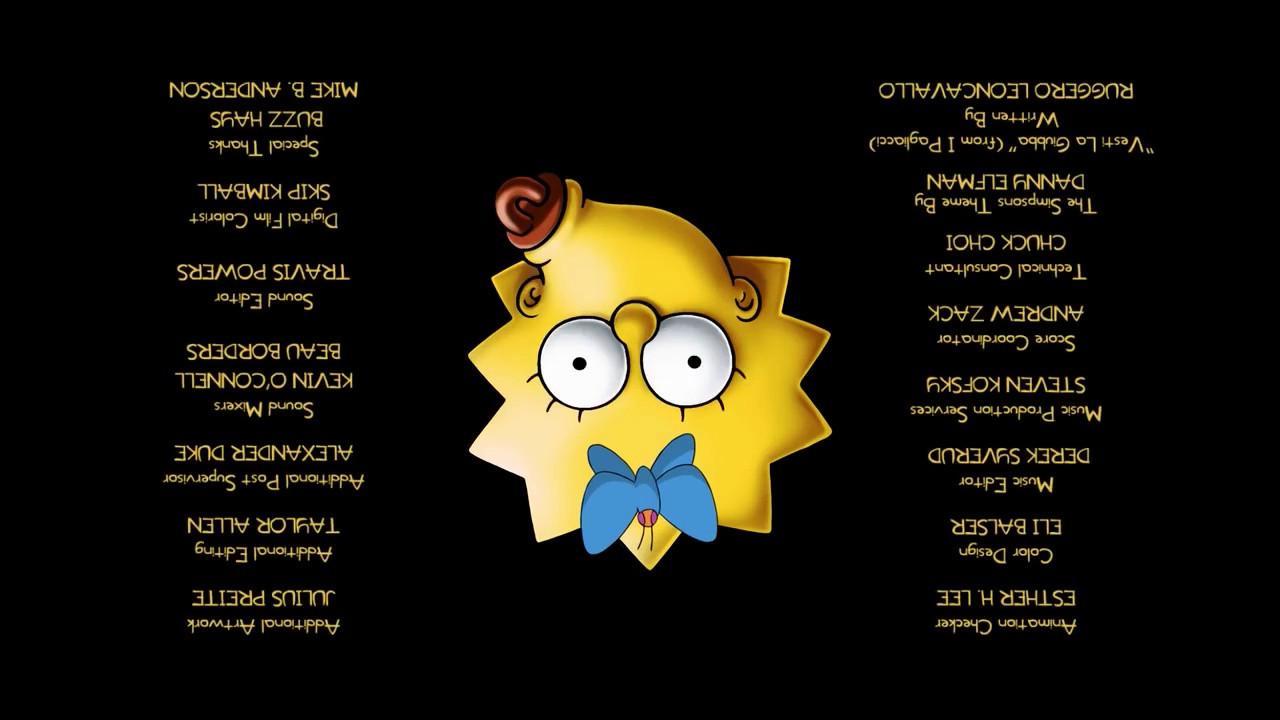 Animation Checker
ESTHER H. LEE
Color Design
ELI BALSER
Music Editor
DEREK SYVERUD
Music Production Services
STEVEN KOFSKY
Score Coordinator
ANDREW ZACK
Technical Consultant
CHUCK CHOI
The Simpsons Theme By
DANNY ELFMAN
"Vesti La Giubba" (from I Pagliacci)
Written By
RUGGERO LEONCAVALLO
Additional Artwork
JULIUS PREITE
Additional Editing
TAYLOR ALLEN
Additional Post Supervisor
ALEXANDER DUKE
Sound Mixers
KEVIN O'CONNELL
BEAU BORDERS
Sound Editor
TRAVIS POWERS
Digital Film Colorist
SKIP KIMBALL
Special Thanks
BUZZ HAYS
MIKE B. ANDERSON